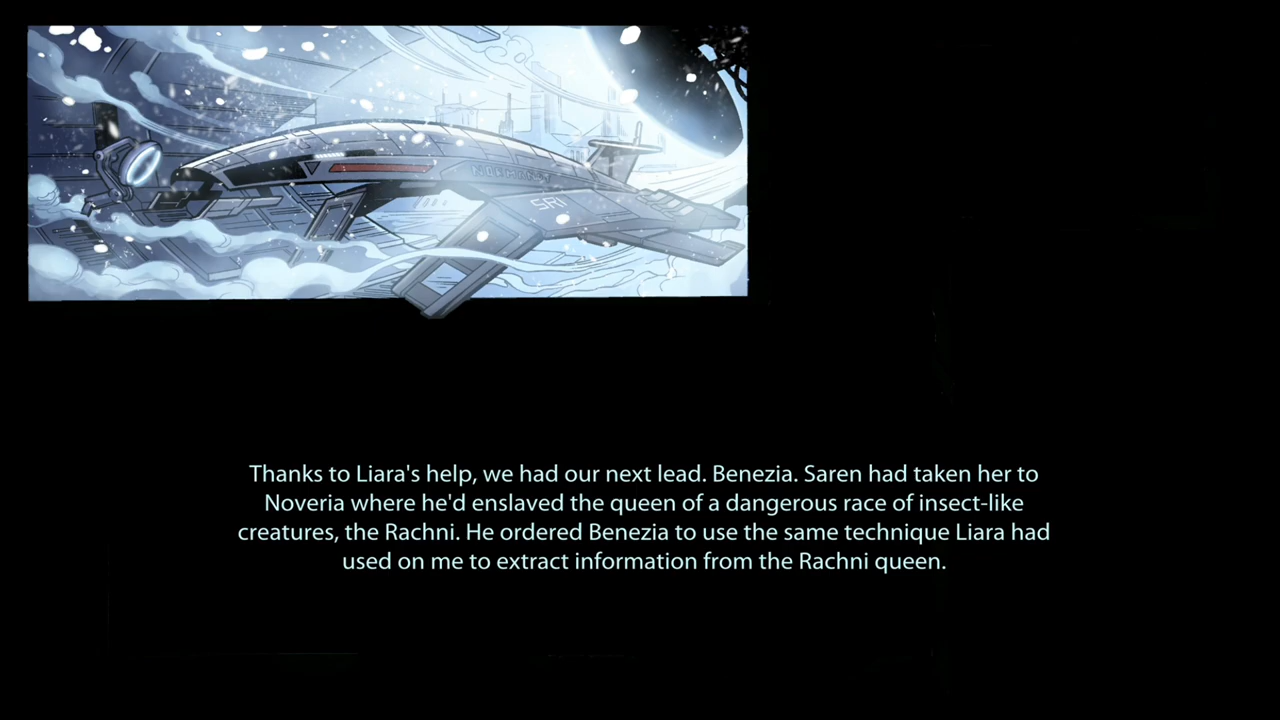 NORMANDY
SR1
Thanks to Liara's help, we had our next lead. Benezia. Saren had taken her to
Noveria where he'd enslaved the queen of a dangerous race of insect-like
creatures, the Rachni. He ordered Benezia to use the same technique Liara had
used on me to extract information from the Rachni queen.